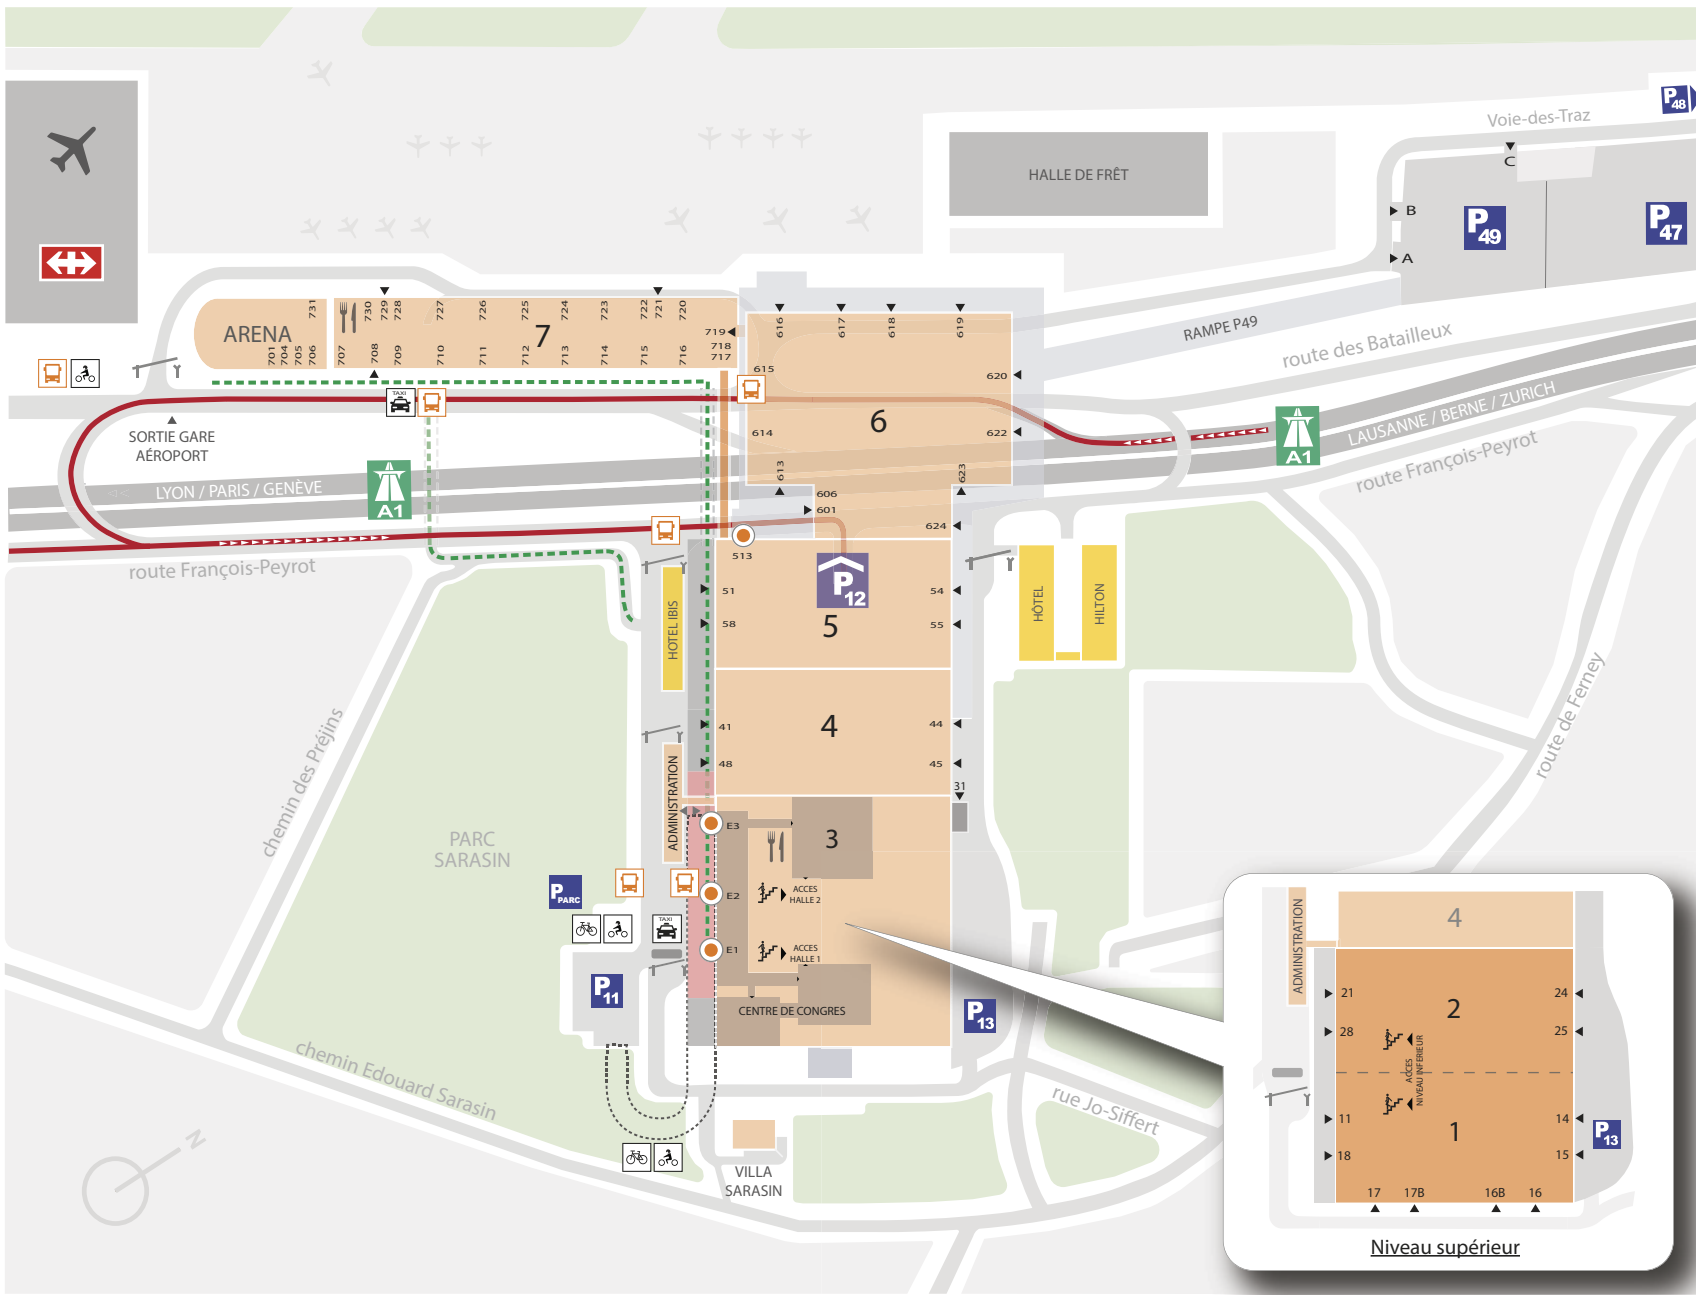 P48
Voie-des-Traz
C
HALLE DE FRÊT
B
P49
P47
A
ARENA
731
730
729
728
727
726
725
724
723
722
721
720
7
701
704
705
706
707
708
709
710
711
712
713
714
715
716
719
718
717
616
617
618
619
615
620
614
6
622
613
623
606
601
624
RAMPE P49
route des Batailleux
LAUSANNE / BERNE / ZURICH
route François-Peyrot
A1
TAXI
SORTIE GARE
AÉROPORT
LYON / PARIS / GENÈVE
A1
route François-Peyrot
513
P12
51
54
58
5
55
HOTEL IBIS
HÔTEL
HILTON
41
4
44
48
45
31
ADMINISTRATION
E3
3
E2
ACCES
HALLE 2
E1
ACCES
HALLE 1
CENTRE DE CONGRES
chemin des Préjins
PARC
SARASIN
P PARC
TAXI
P11
P13
route de Ferney
chemin Edouard Sarasin
rue Jo-Siffert
N
VILLA
SARASIN
ADMINISTRATION
4
21
2
24
28
25
ACCES
NIVEAU INFERIEUR
11
1
14
18
15
P13
17
17B
16B
16
Niveau supérieur